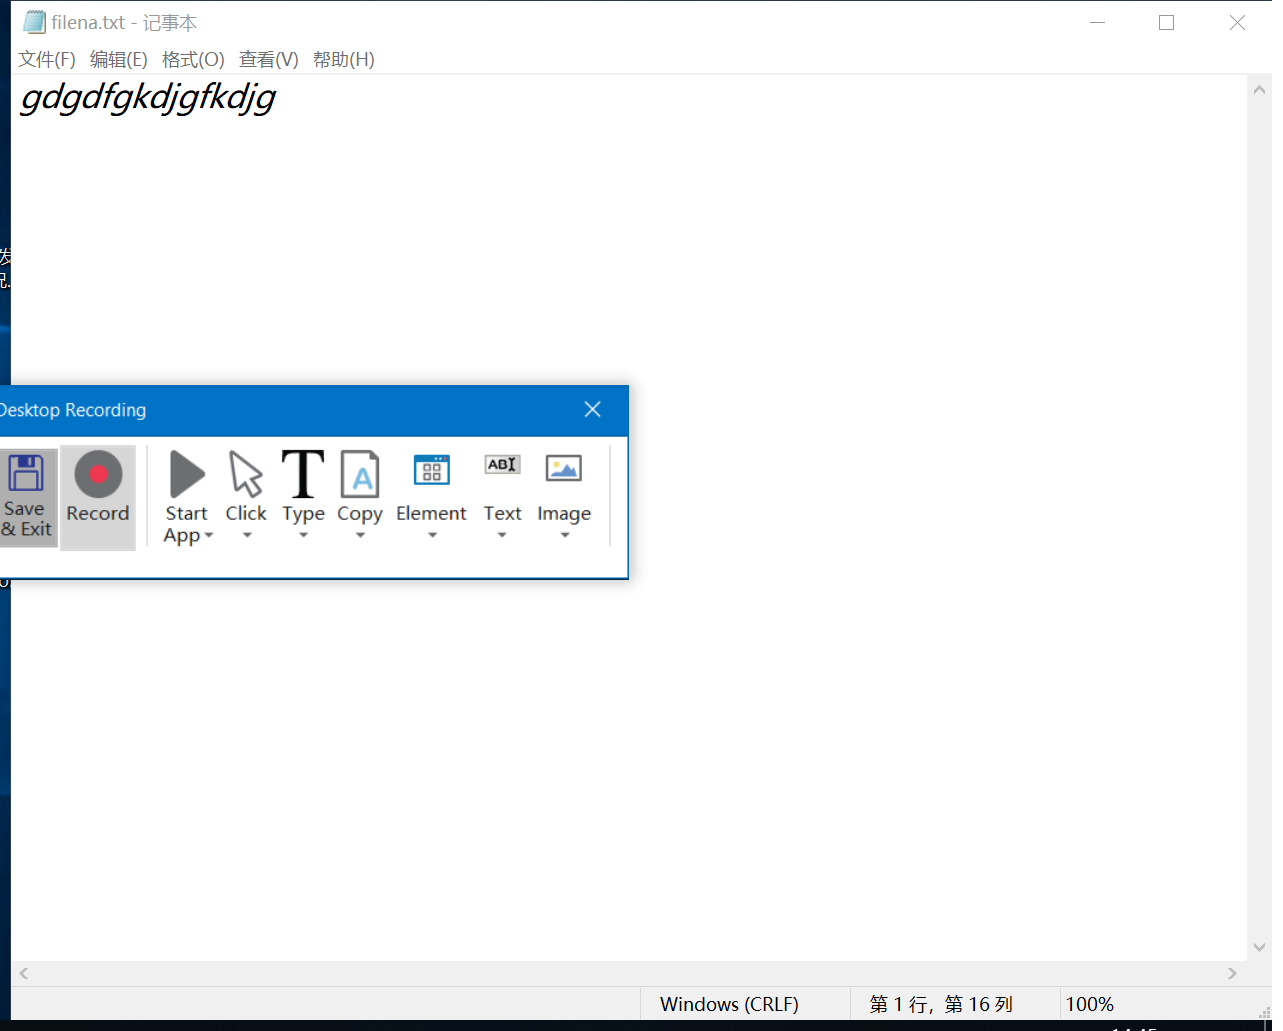 filena.txt - 记事本
文件(F) 编辑(E) 格式(O) 查看(V) 帮助(H)
gdgdfgkdjgfkdjg
发
Desktop Recording
Save & Exit
Record
Start App
Click
Type
Copy
Element
Text
Image
Windows (CRLF)
第 1 行，第 16 列
100%